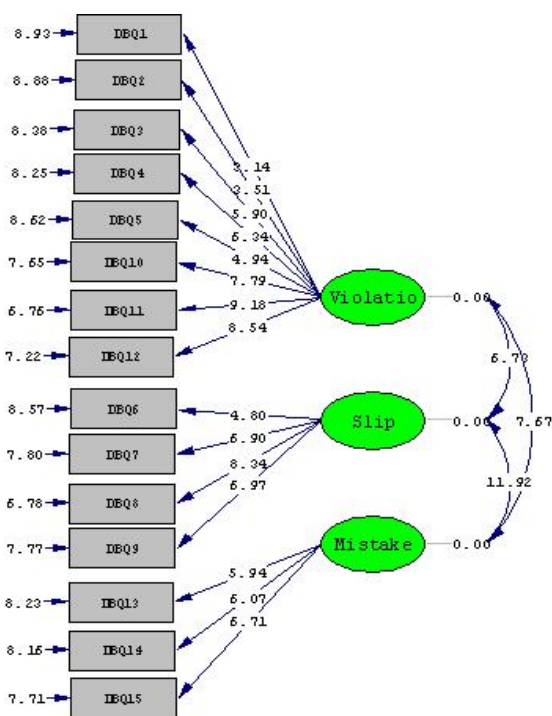 8.93 DBQ1
8.88 DBQ2
8.38 DBQ3
8.25 DBQ4
8.62 DBQ5
7.65 DBQ10
6.76 DBQ11
7.22 DBQ12
8.57 DBQ6
7.80 DBQ7
6.78 DBQ8
7.77 DBQ9
8.23 DBQ13
8.16 DBQ14
7.71 DBQ15
3.14
3.51
5.90
6.34
4.94
7.79
9.18
8.54
4.80
6.90
8.34
6.97
5.94
6.07
6.71
Violatio 0.00
Slip 0.00
Mistake 0.00
6.73
7.67
11.92